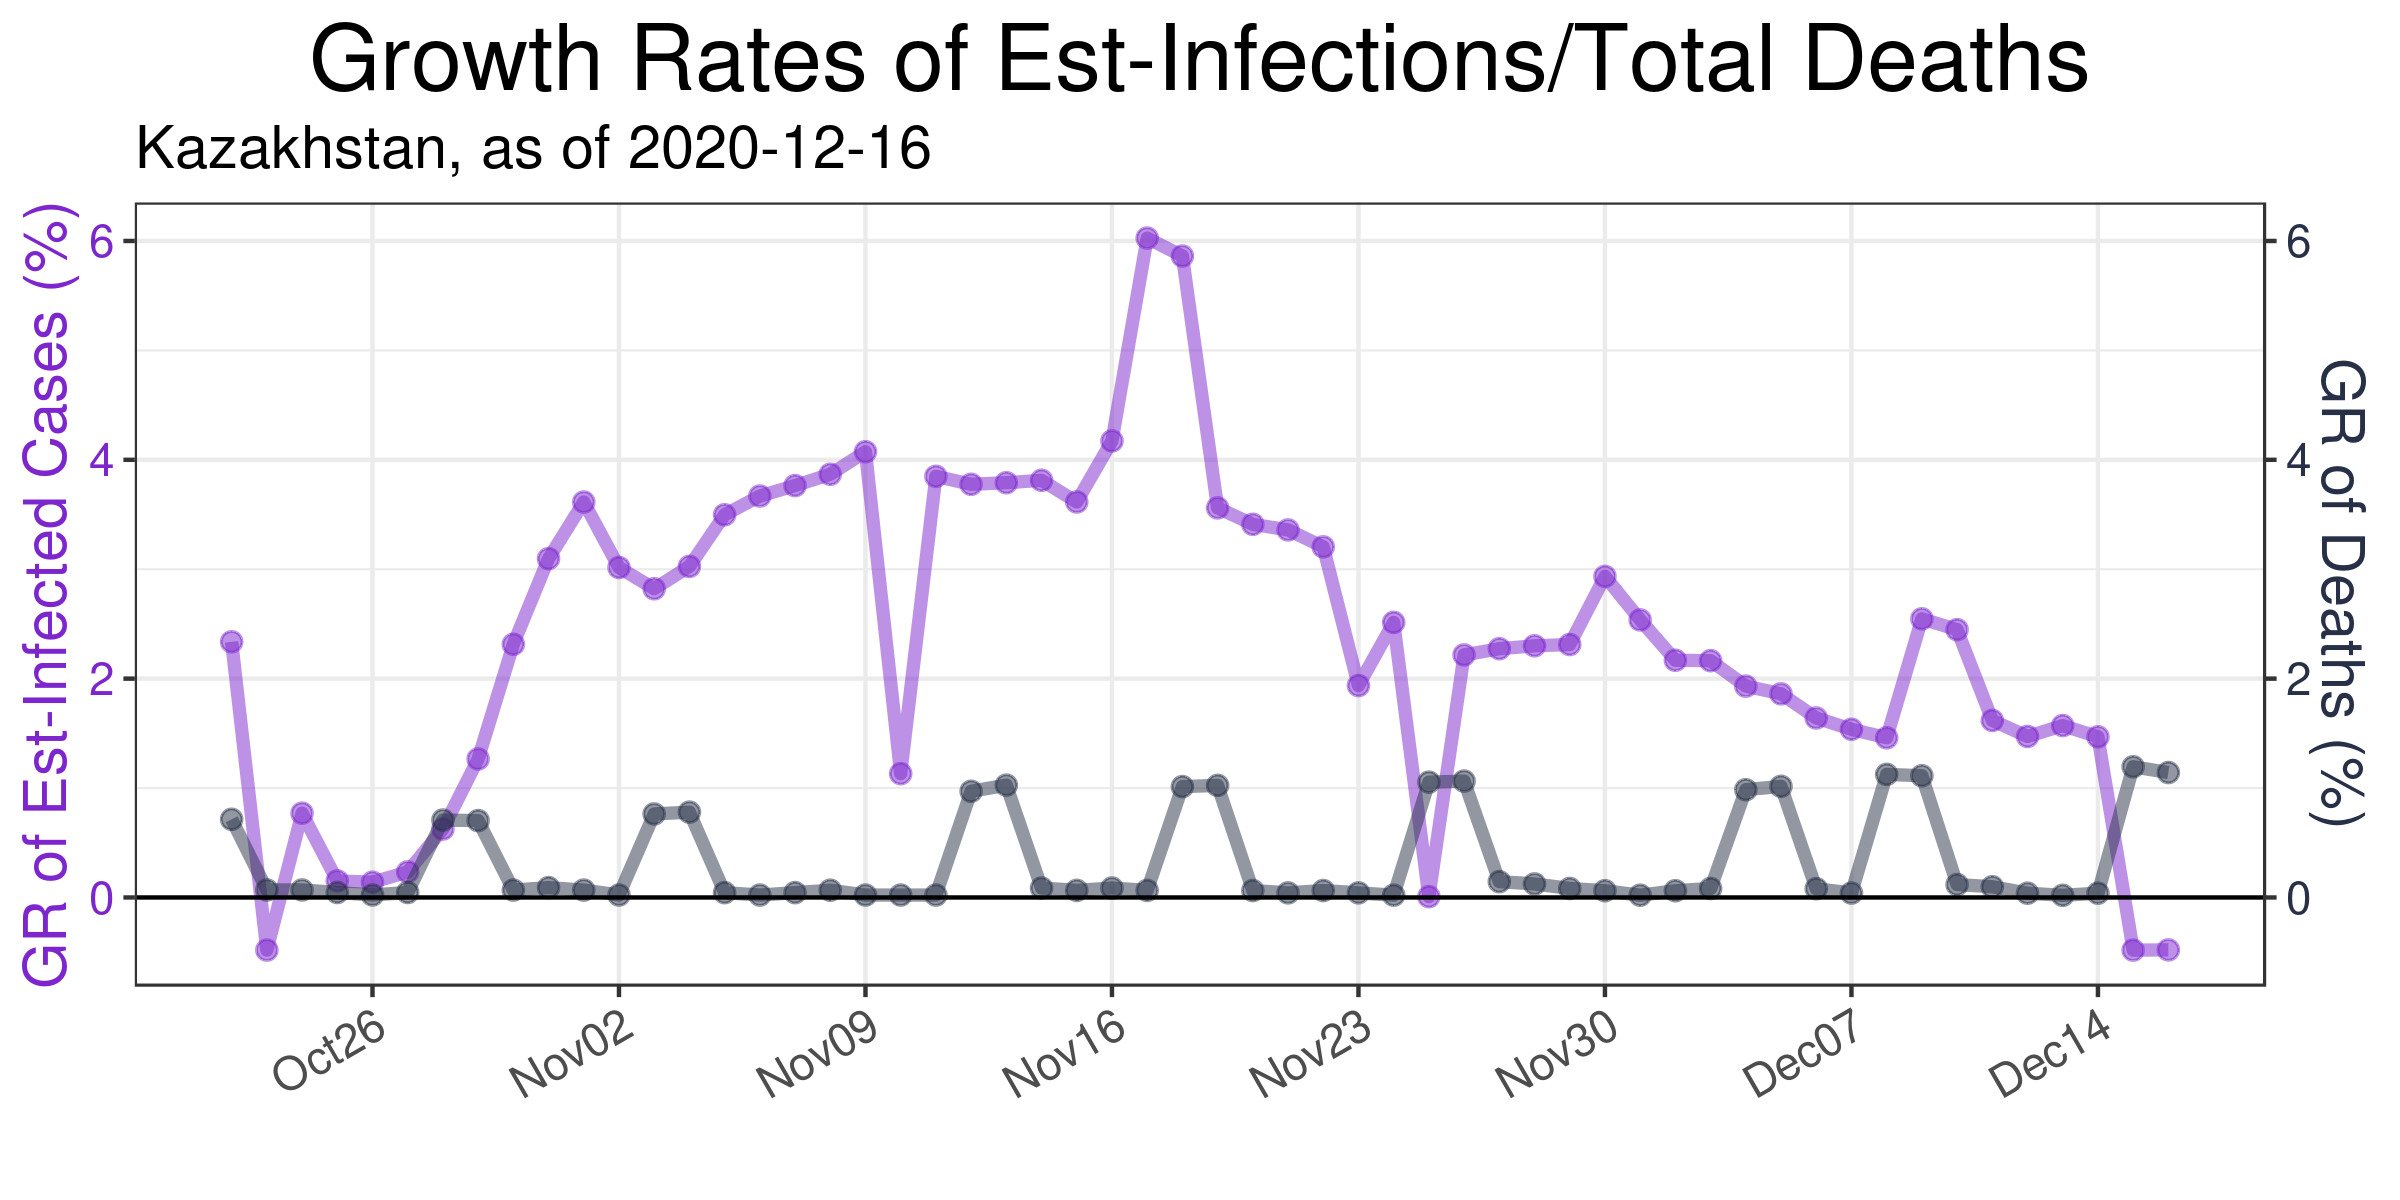 Growth Rates of Est-Infections/Total Deaths
Kazakhstan, as of 2020-12-16
GR of Est-Infected Cases (%)
6
4
2
0
6
4
2
0
GR of Deaths (%)
Oct26
Nov02
Nov09
Nov16
Nov23
Nov30
Dec07
Dec14